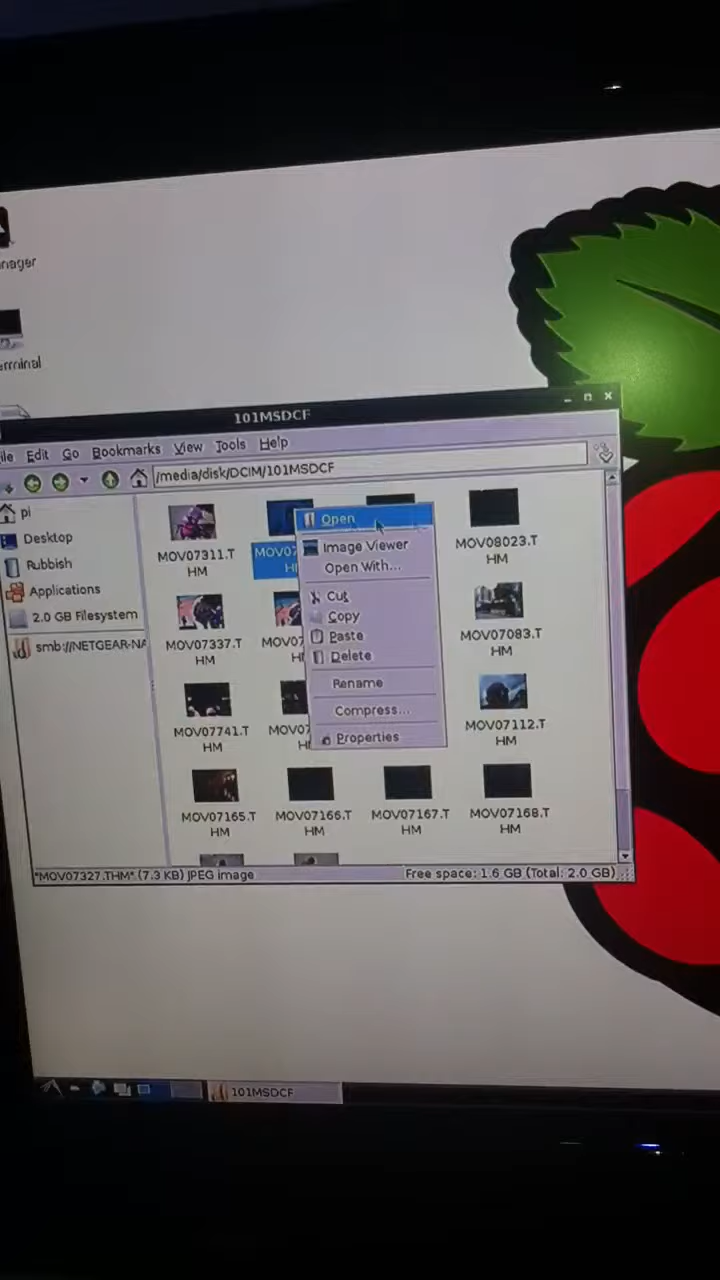 nager
erminal
101MSDCF
ile Edit Go Bookmarks View Tools Help
/media/disk/DCIM/101MSDCF
pi
Desktop
Rubbish
Applications
2.0 GB Filesystem
smb://NETGEAR-NA
MOV07311.T
HM
MOV07
H
MOV08023.T
HM
MOV07337.T
HM
MOV07
H
MOV07083.T
HM
MOV07741.T
HM
MOV07
H
MOV07112.T
HM
MOV07165.T
HM
MOV07166.T
HM
MOV07167.T
HM
MOV07168.T
HM
Open
Image Viewer
Open With...
Cut
Copy
Paste
Delete
Rename
Compress...
Properties
"MOV07327.THM" (7.3 KB) JPEG image
Free space: 1.6 GB (Total: 2.0 GB)
101MSDCF